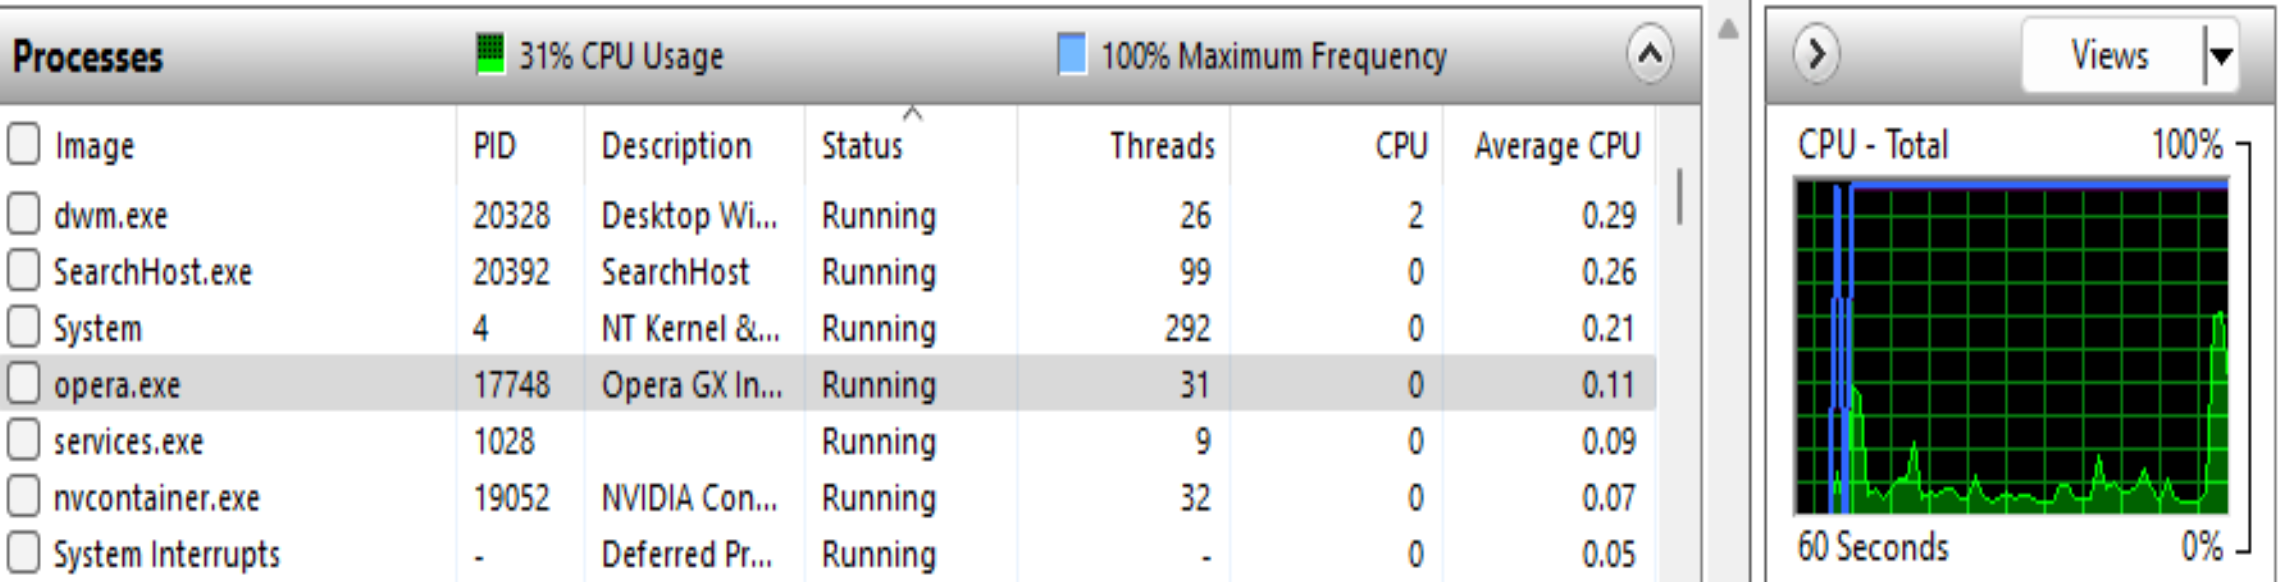 Processes 31% CPU Usage 100% Maximum Frequency Views
Image PID Description Status Threads CPU Average CPU
dwm.exe 20328 Desktop Wi... Running 26 2 0.29
SearchHost.exe 20392 SearchHost Running 99 0 0.26
System 4 NT Kernel &... Running 292 0 0.21
opera.exe 17748 Opera GX In... Running 31 0 0.11
services.exe 1028 Running 9 0 0.09
nvcontainer.exe 19052 NVIDIA Con... Running 32 0 0.07
System Interrupts - Deferred Pr... Running - 0 0.05
CPU - Total 100%
60 Seconds 0%